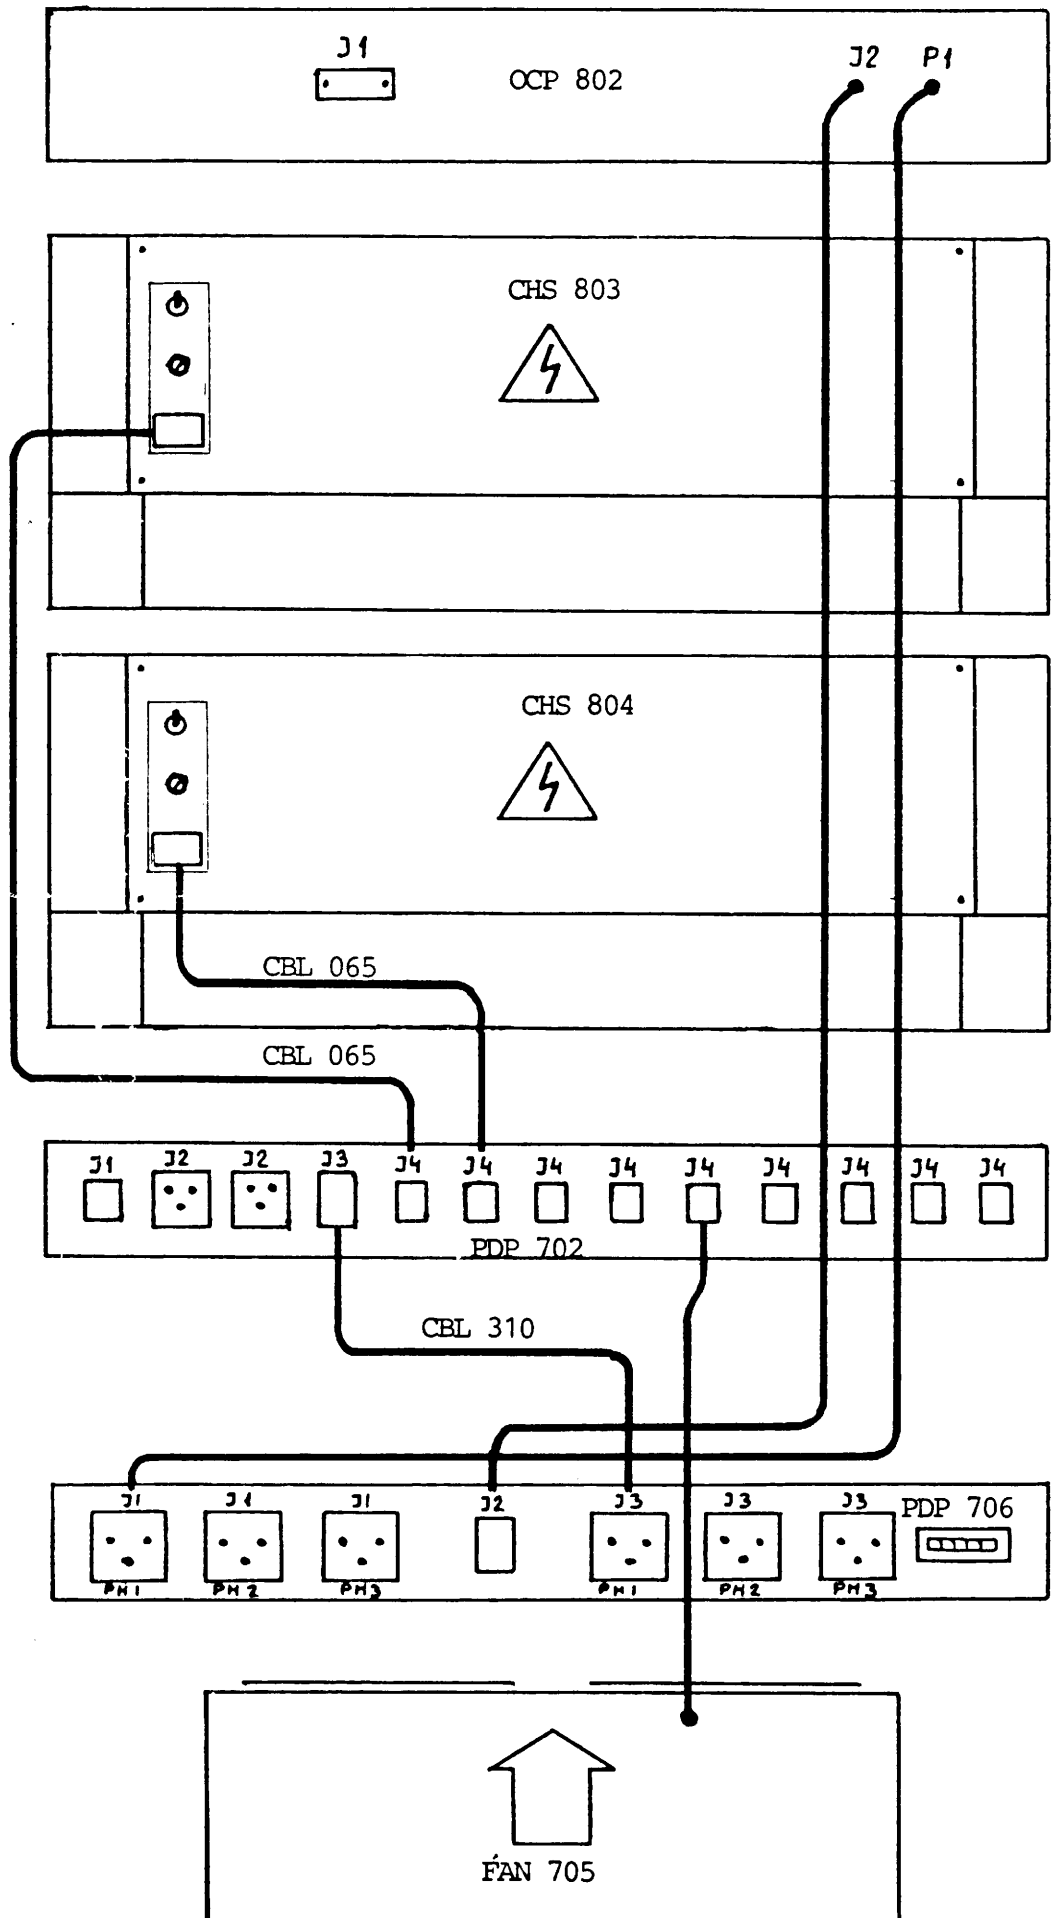 J1
OCP 802
J2 P1
CHS 803
CHS 804
CBL 065
CBL 065
J1 J2 J2 J3 J4 J4 J4 J4 J4 J4 J4 J4 J4
PDP 702
CBL 310
J1 J1 J1 J2 J3 J3 J3 PDP 706
PH1 PH2 PH3 PH1 PH2 PH3
FAN 705